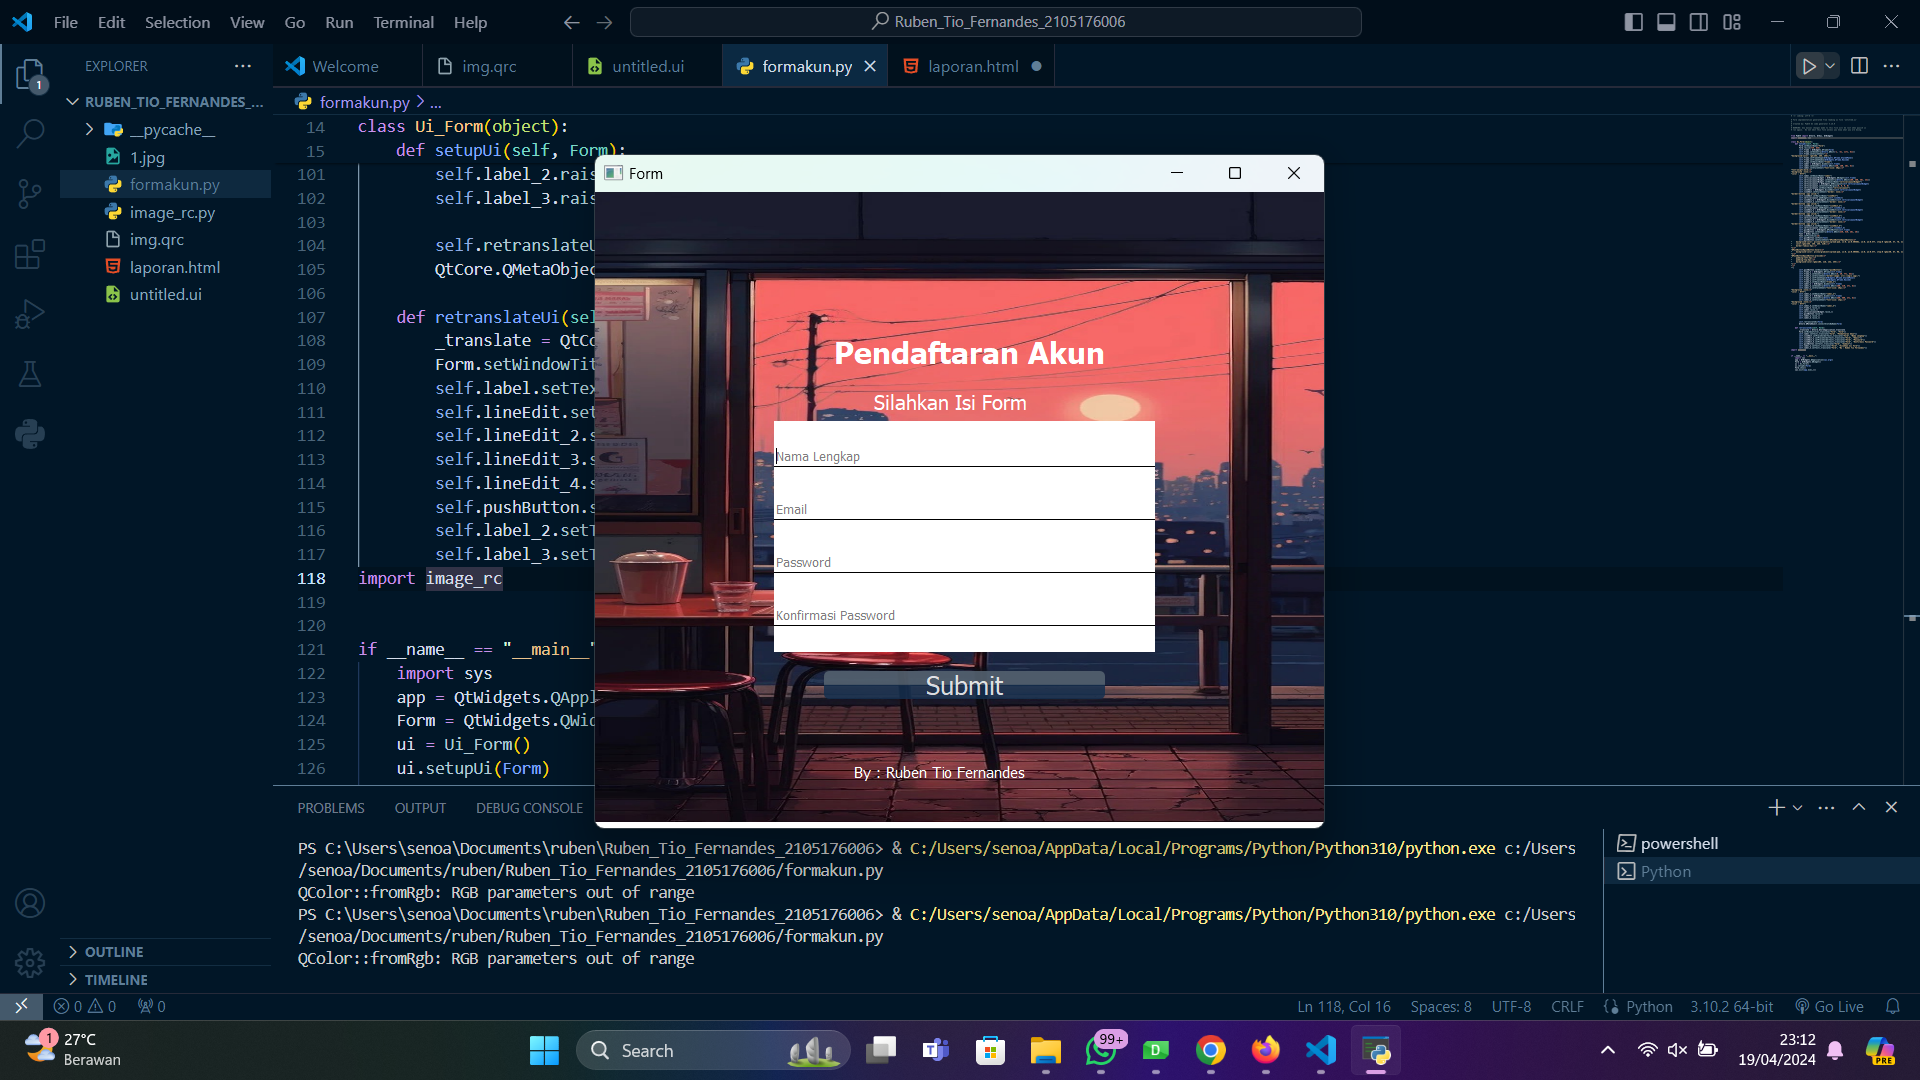 File Edit Selection View Go Run Terminal Help
Ruben_Tio_Fernandes_2105176006
1
EXPLORER
RUBEN_TIO_FERNANDES_...
__pycache__
1.jpg
formakun.py
image_rc.py
img.qrc
laporan.html
untitled.ui
OUTLINE
TIMELINE
Welcome img.qrc untitled.ui formakun.py laporan.html
formakun.py > ...
14 class Ui_Form(object):
15 def setupUi(self, Form):
101 self.label_2.rais
102 self.label_3.rais
103
104 self.retranslateU
105 QtCore.QMetaObjec
106
107 def retranslateUi(sel
108 _translate = QtCo
109 Form.setWindowTit
110 self.label.setTex
111 self.lineEdit.set
112 self.lineEdit_2.s
113 self.lineEdit_3.s
114 self.lineEdit_4.s
115 self.pushButton.s
116 self.label_2.setT
117 self.label_3.setT
118 import image_rc
119
120
121 if __name__ == "__main__"
122 import sys
123 app = QtWidgets.QAppl
124 Form = QtWidgets.QWid
125 ui = Ui_Form()
126 ui.setupUi(Form)
Form
Pendaftaran Akun
Silahkan Isi Form
Nama Lengkap
Email
Password
Konfirmasi Password
Submit
By : Ruben Tio Fernandes
PROBLEMS OUTPUT DEBUG CONSOLE
PS C:\Users\senoa\Documents\ruben\Ruben_Tio_Fernandes_2105176006> & C:/Users/senoa/AppData/Local/Programs/Python/Python310/python.exe c:/Users
/senoa/Documents/ruben/Ruben_Tio_Fernandes_2105176006/formakun.py
QColor::fromRgb: RGB parameters out of range
PS C:\Users\senoa\Documents\ruben\Ruben_Tio_Fernandes_2105176006> & C:/Users/senoa/AppData/Local/Programs/Python/Python310/python.exe c:/Users
/senoa/Documents/ruben/Ruben_Tio_Fernandes_2105176006/formakun.py
QColor::fromRgb: RGB parameters out of range
powershell
Python
0 0 0
Ln 118, Col 16 Spaces: 8 UTF-8 CRLF Python 3.10.2 64-bit Go Live
1
27°C
Berawan
Search
99+
D
PRE
23:12
19/04/2024